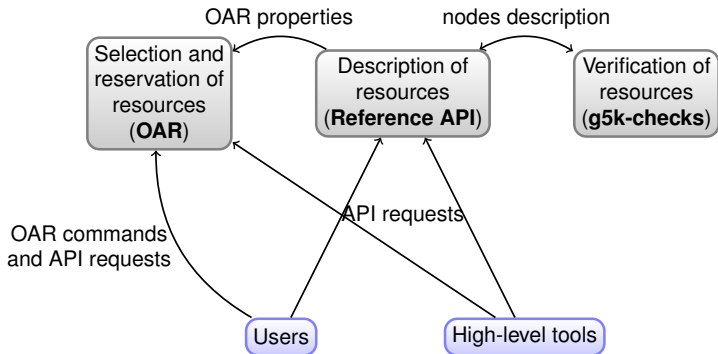 OAR properties
nodes description
Selection and
reservation of
resources
(OAR)
Description of
resources
(Reference API)
Verification of
resources
(g5k-checks)
API requests
OAR commands
and API requests
Users
High-level tools